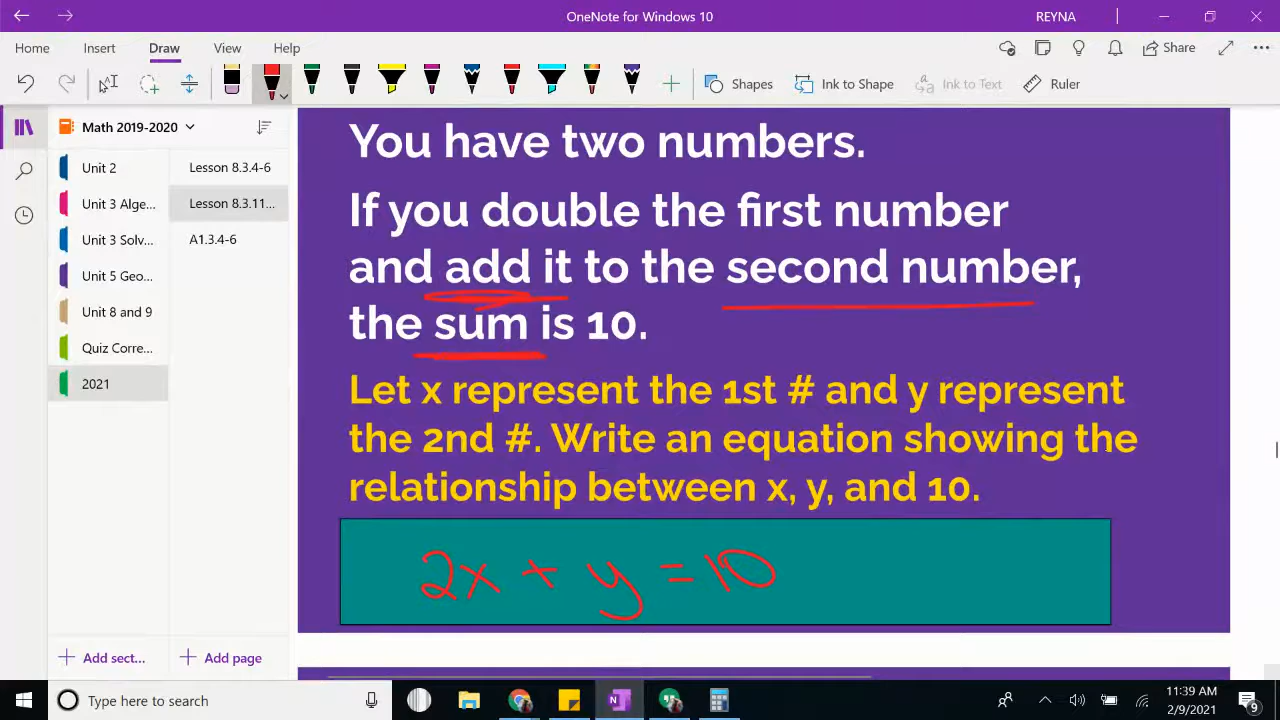 OneNote for Windows 10
REYNA
Home Insert Draw View Help
Share
Shapes Ink to Shape Ink to Text Ruler
Math 2019-2020
Unit 2
Unit 3 Alge...
Unit 3 Solv...
Unit 5 Geo...
Unit 8 and 9
Quiz Corre...
2021
Lesson 8.3.4-6
Lesson 8.3.11...
A1.3.4-6
You have two numbers.
If you double the first number
and add it to the second number,
the sum is 10.
Let x represent the 1st # and y represent
the 2nd #. Write an equation showing the
relationship between x, y, and 10.
2x + y = 10
+ Add sect... + Add page
Type here to search
N
11:39 AM
2/9/2021
9